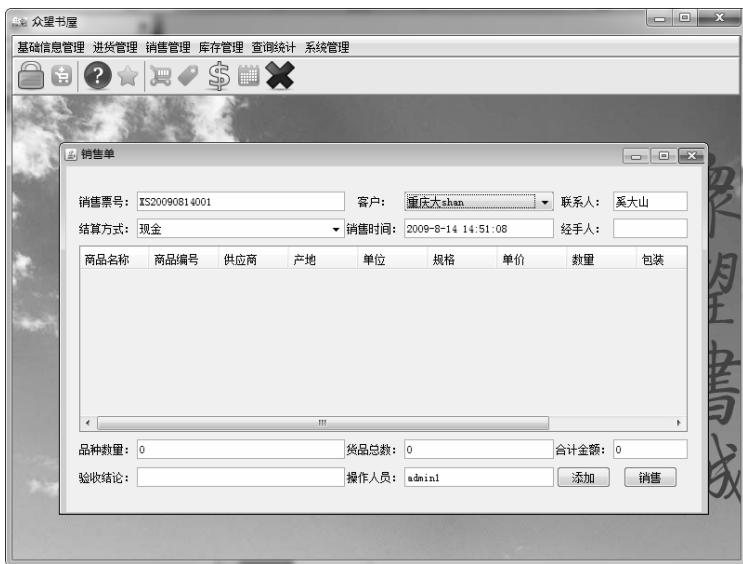 众望书屋
基础信息管理 进货管理 销售管理 库存管理 查询统计 系统管理
销售单
销售票号: XS20090814001 客户: 重庆大shan 联系人: 奚大山
结算方式: 现金 销售时间: 2009-8-14 14:51:08 经手人:
商品名称 商品编号 供应商 产地 单位 规格 单价 数量 包装
品种数量: 0 货品总数: 0 合计金额: 0
验收结论: 操作人员: admin1 添加 销售
众望书城